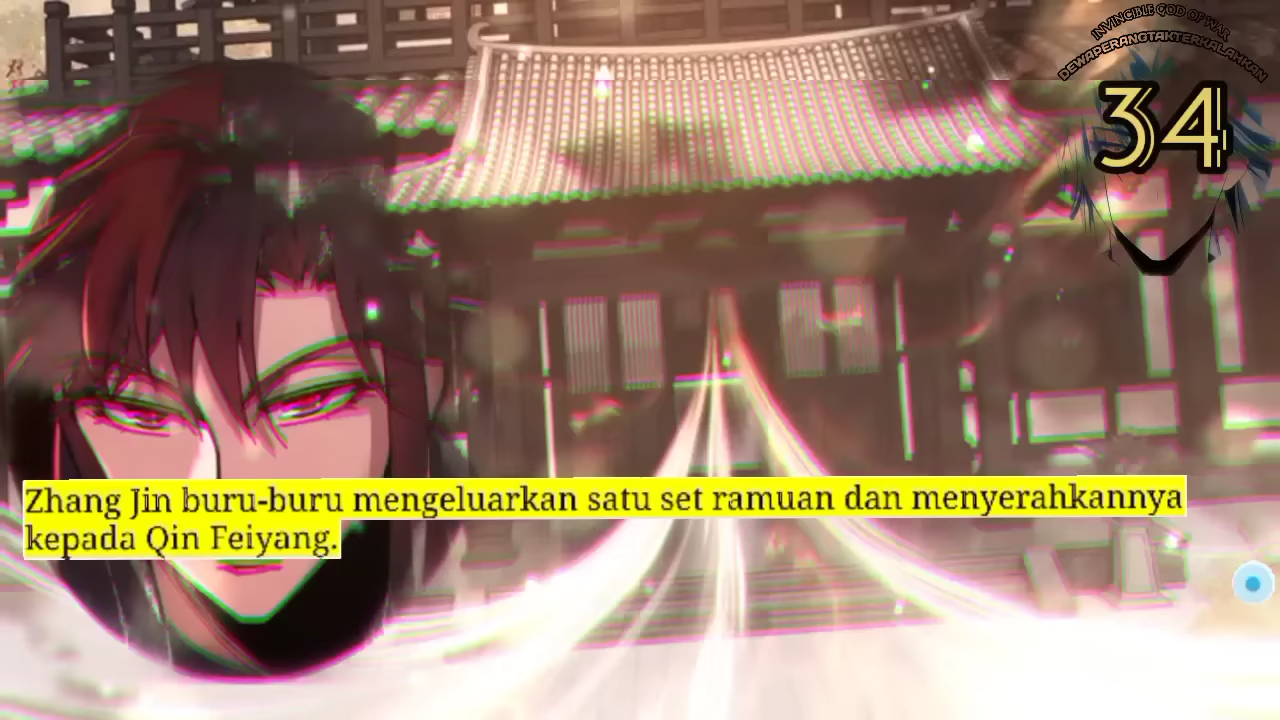 INVINCIBLE GOD OF WAR
DEWAPERANGTAKTERKALAHKAN
34
Zhang Jin buru-buru mengeluarkan satu set ramuan dan menyerahkannya
kepada Qin Feiyang.